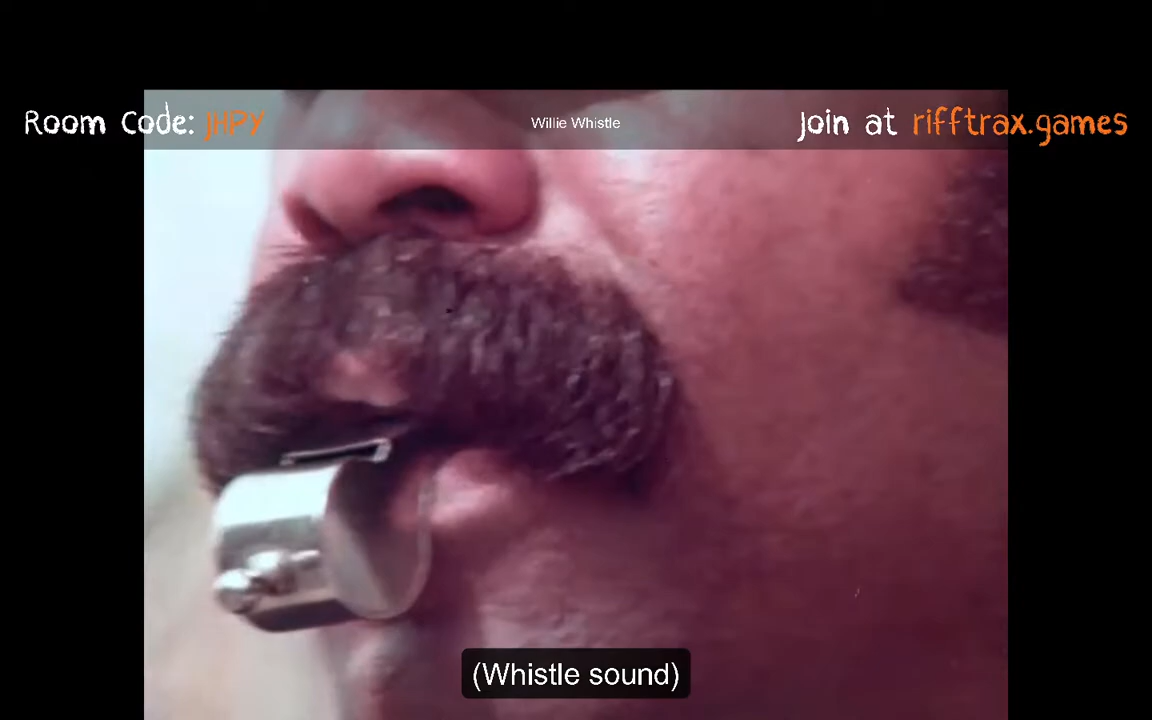 Room Code: JHPY
Willie Whistle
Join at rifftrax.games
(Whistle sound)